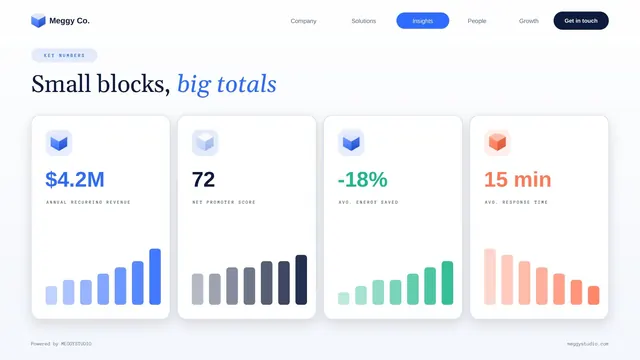 Meggy Co.
Company
Solutions
Insights
People
Growth
Get in touch
KEY NUMBERS
Small blocks, big totals
$4.2M
ANNUAL RECURRING REVENUE
72
NET PROMOTER SCORE
-18%
AVG. ENERGY SAVED
15 min
AVG. RESPONSE TIME
Powered by MEGGYSTUDIO
meggystudio.com